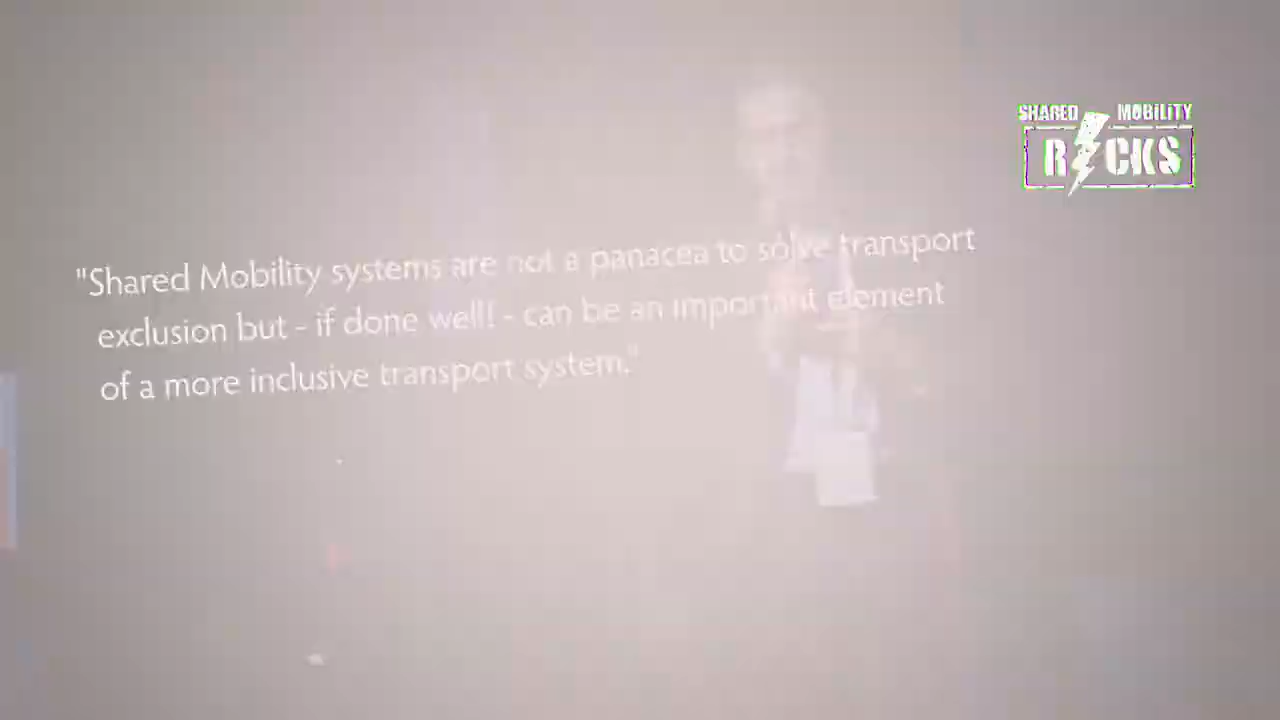 SHARED MOBILITY
ROCKS
"Shared Mobility systems are not a panacea to solve transport
exclusion but - if done well! - can be an important element
of a more inclusive transport system."